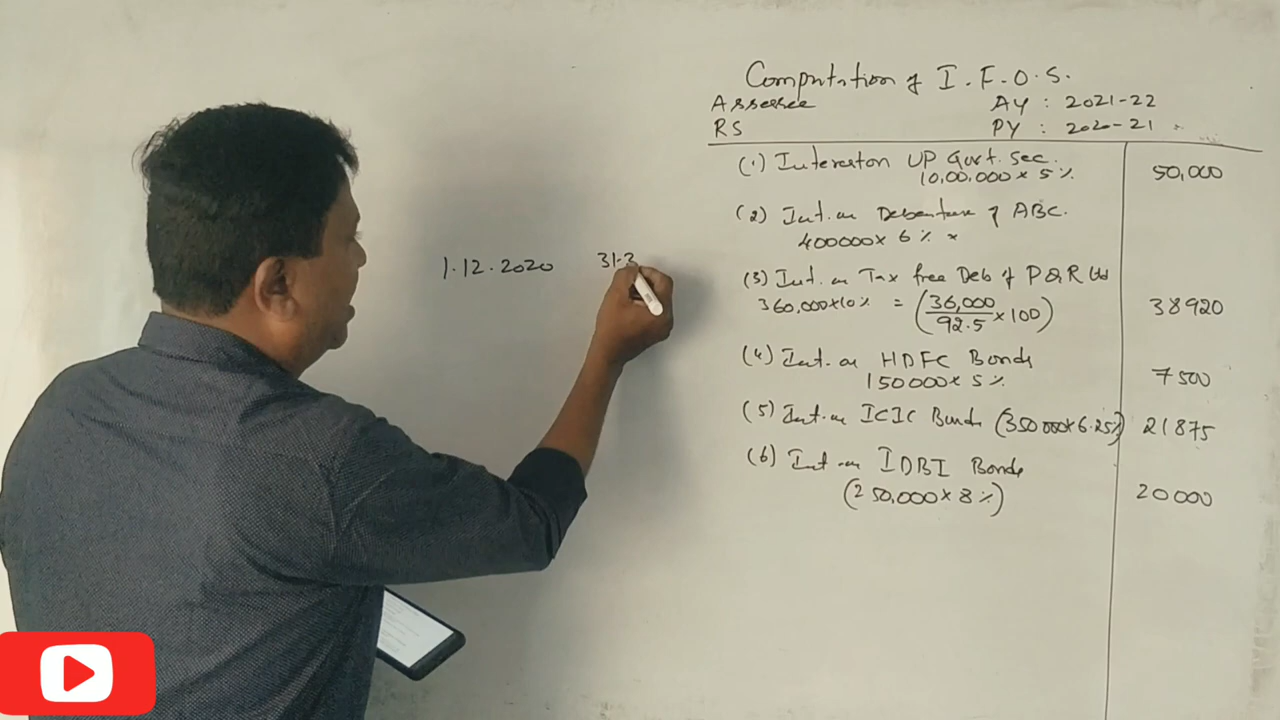 Computation of I.F.O.S.
Assessee AY : 2021-22
RS PY : 2020-21
(1) Interest on UP Govt. Sec.
10,00,000 x 5% 50,000
(2) Int. on Debenture of ABC.
400000 x 6% x
(3) Int. on Tax free Deb of P&R Ltd
360,000 x 10% = (36,000/92.5 x 100) 38920
(4) Int. on HDFC Bonds
150000 x 5% 7500
(5) Int. on ICIC Bonds (350000 x 6.25%) 21875
(6) Int on IDBI Bonds
(250,000 x 8%) 20000
1.12.2020 31.3